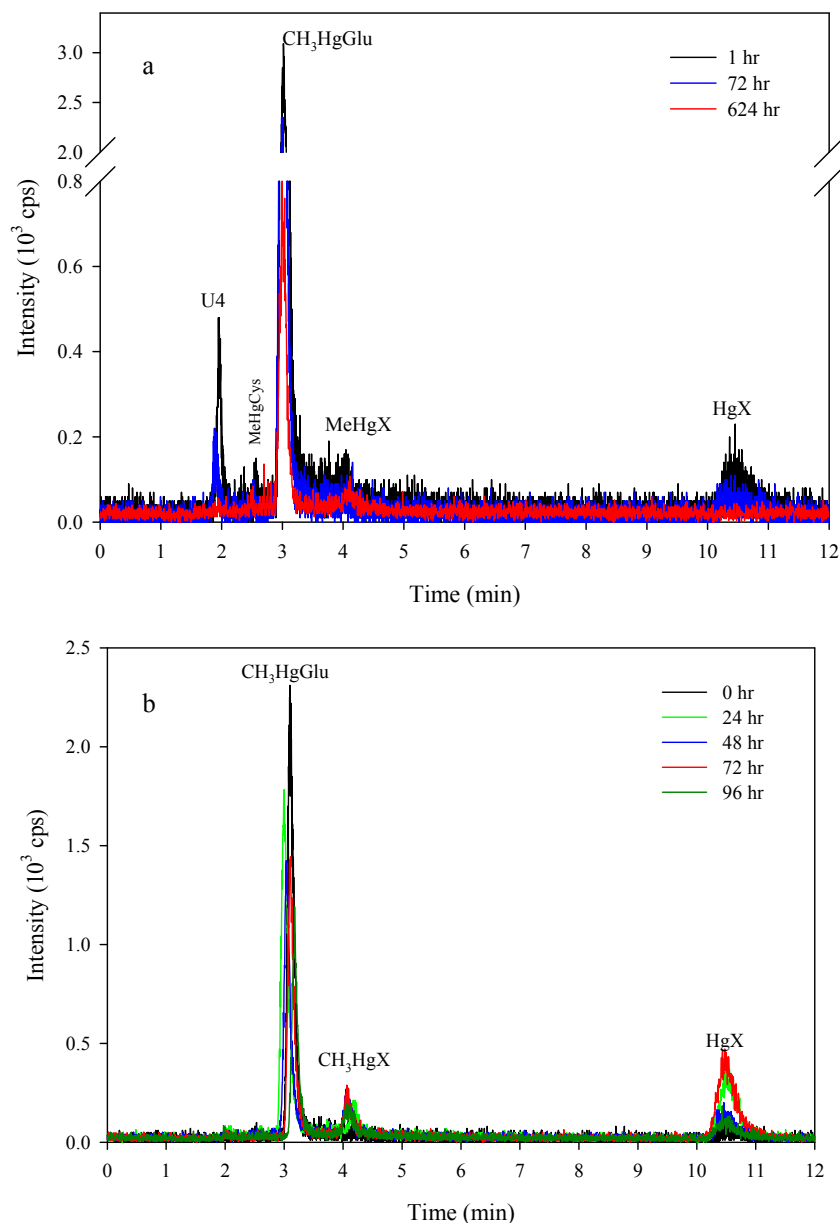 CH₃HgGlu
a
1 hr
72 hr
624 hr
3.0
2.5
2.0
0.8
0.6
0.4
0.2
0.0
Intensity (10³ cps)
U4
MeHgCys
MeHgX
HgX
0 1 2 3 4 5 6 7 8 9 10 11 12
Time (min)
CH₃HgGlu
b
0 hr
24 hr
48 hr
72 hr
96 hr
2.5
2.0
1.5
1.0
0.5
0.0
Intensity (10³ cps)
CH₃HgX
HgX
0 1 2 3 4 5 6 7 8 9 10 11 12
Time (min)